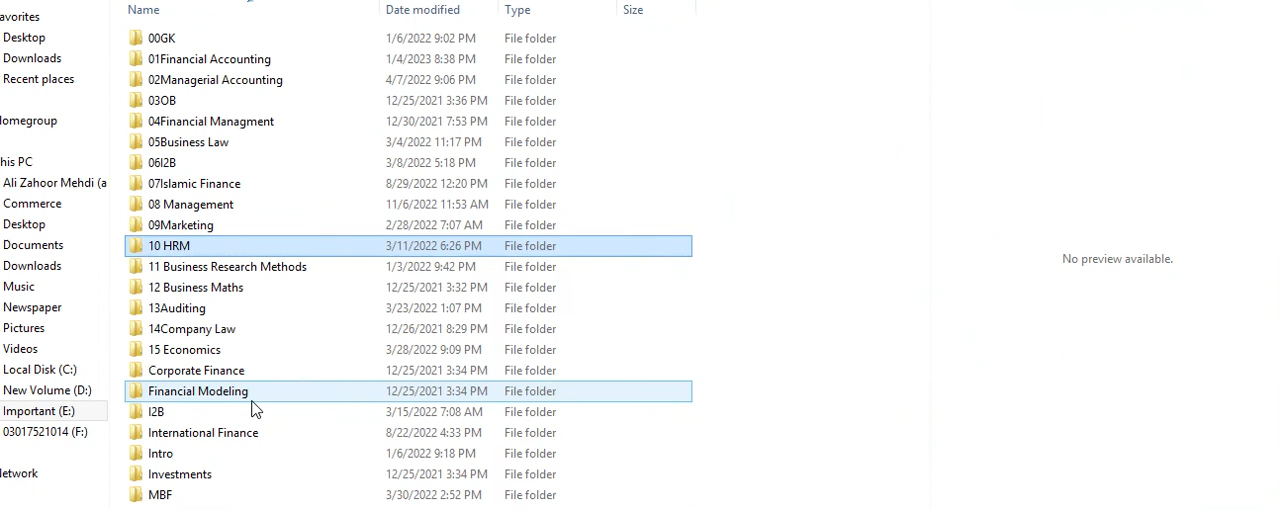 Name Date modified Type Size
avorites
Desktop
Downloads
Recent places
omegroup
his PC
Ali Zahoor Mehdi (a
Commerce
Desktop
Documents
Downloads
Music
Newspaper
Pictures
Videos
Local Disk (C:)
New Volume (D:)
Important (E:)
03017521014 (F:)
letwork
00GK 1/6/2022 9:02 PM File folder
01Financial Accounting 1/4/2023 8:38 PM File folder
02Managerial Accounting 4/7/2022 9:06 PM File folder
03OB 12/25/2021 3:36 PM File folder
04Financial Managment 12/30/2021 7:53 PM File folder
05Business Law 3/4/2022 11:17 PM File folder
06I2B 3/8/2022 5:18 PM File folder
07Islamic Finance 8/29/2022 12:20 PM File folder
08 Management 11/6/2022 11:53 AM File folder
09Marketing 2/28/2022 7:07 AM File folder
10 HRM 3/11/2022 6:26 PM File folder
11 Business Research Methods 1/3/2022 9:42 PM File folder
12 Business Maths 12/25/2021 3:32 PM File folder
13Auditing 3/23/2022 1:07 PM File folder
14Company Law 12/26/2021 8:29 PM File folder
15 Economics 3/28/2022 9:09 PM File folder
Corporate Finance 12/25/2021 3:34 PM File folder
Financial Modeling 12/25/2021 3:34 PM File folder
I2B 3/15/2022 7:08 AM File folder
International Finance 8/22/2022 4:33 PM File folder
Intro 1/6/2022 9:18 PM File folder
Investments 12/25/2021 3:34 PM File folder
MBF 3/30/2022 2:52 PM File folder
No preview available.